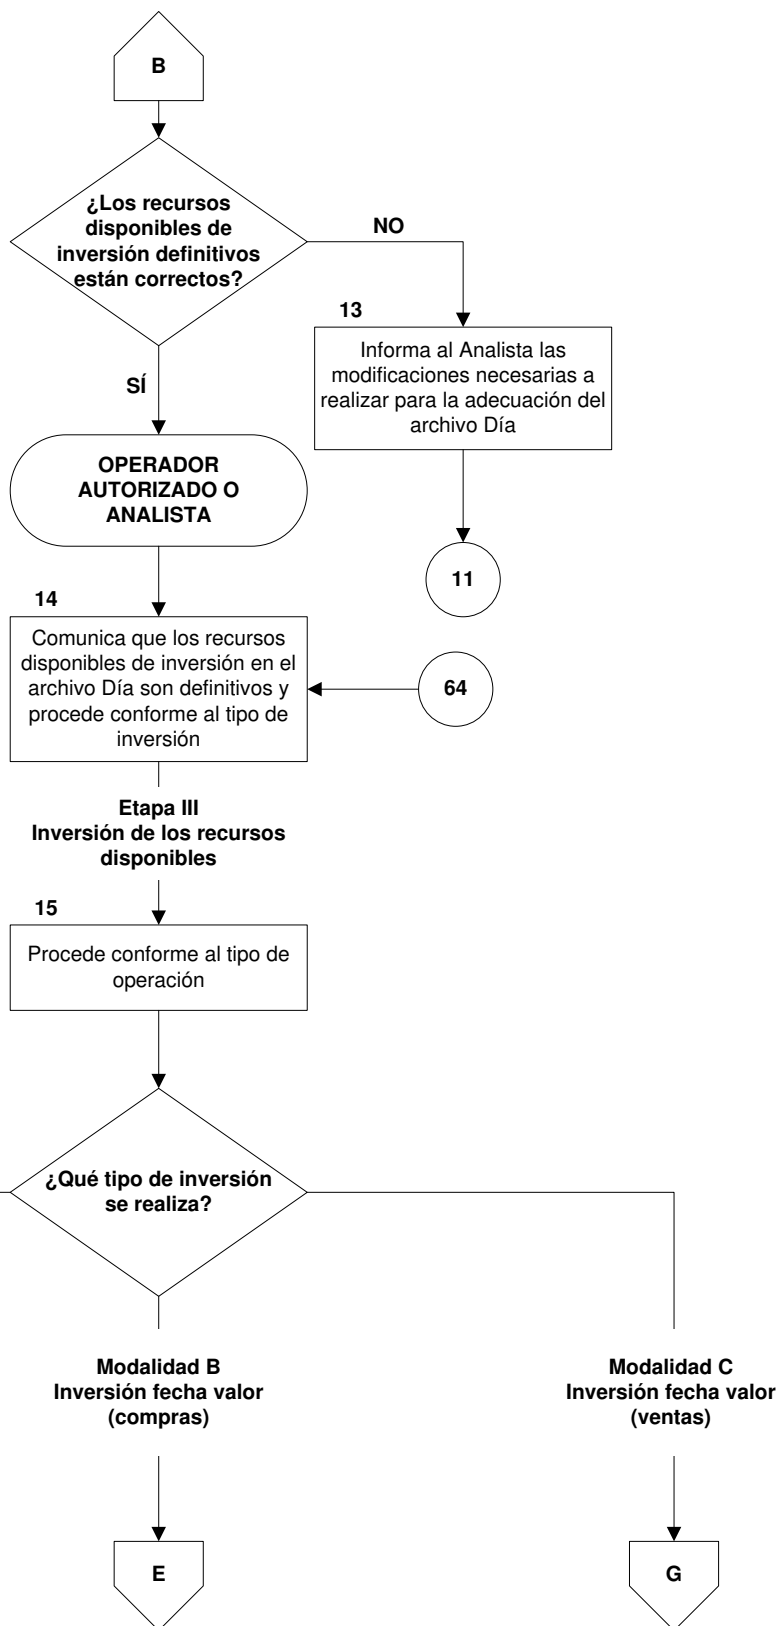 B
¿Los recursos
disponibles de
inversión definitivos
están correctos?
NO
13
Informa al Analista las
modificaciones necesarias a
realizar para la adecuación del
archivo Día
SÍ
OPERADOR
AUTORIZADO O
ANALISTA
11
14
Comunica que los recursos
disponibles de inversión en el
archivo Día son definitivos y
procede conforme al tipo de
inversión
64
Etapa III
Inversión de los recursos
disponibles
15
Procede conforme al tipo de
operación
¿Qué tipo de inversión
se realiza?
Modalidad B
Inversión fecha valor
(compras)
Modalidad C
Inversión fecha valor
(ventas)
E
G